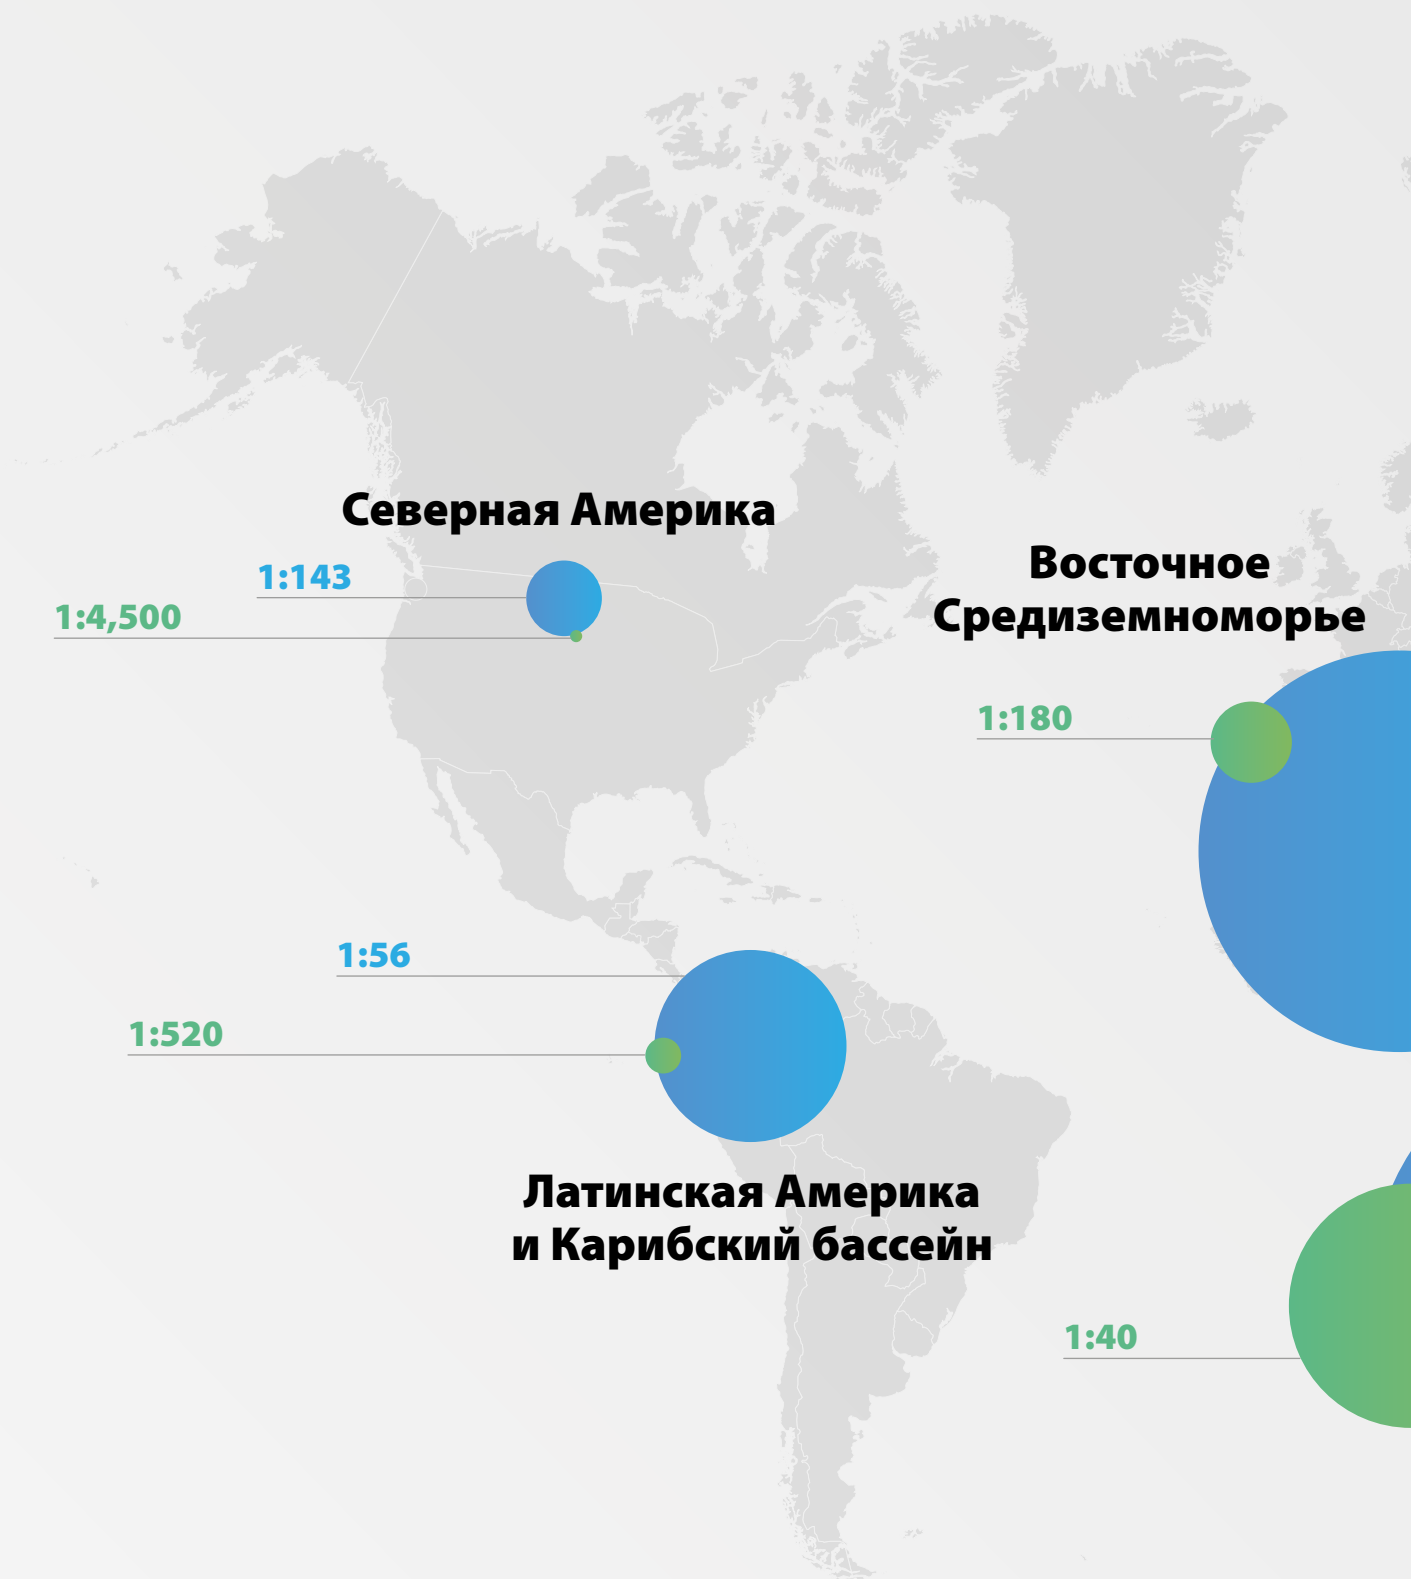 Северная Америка
1:143
1:4,500
Восточное
Средиземноморье
1:180
1:56
1:520
Латинская Америка
и Карибский бассейн
1:40